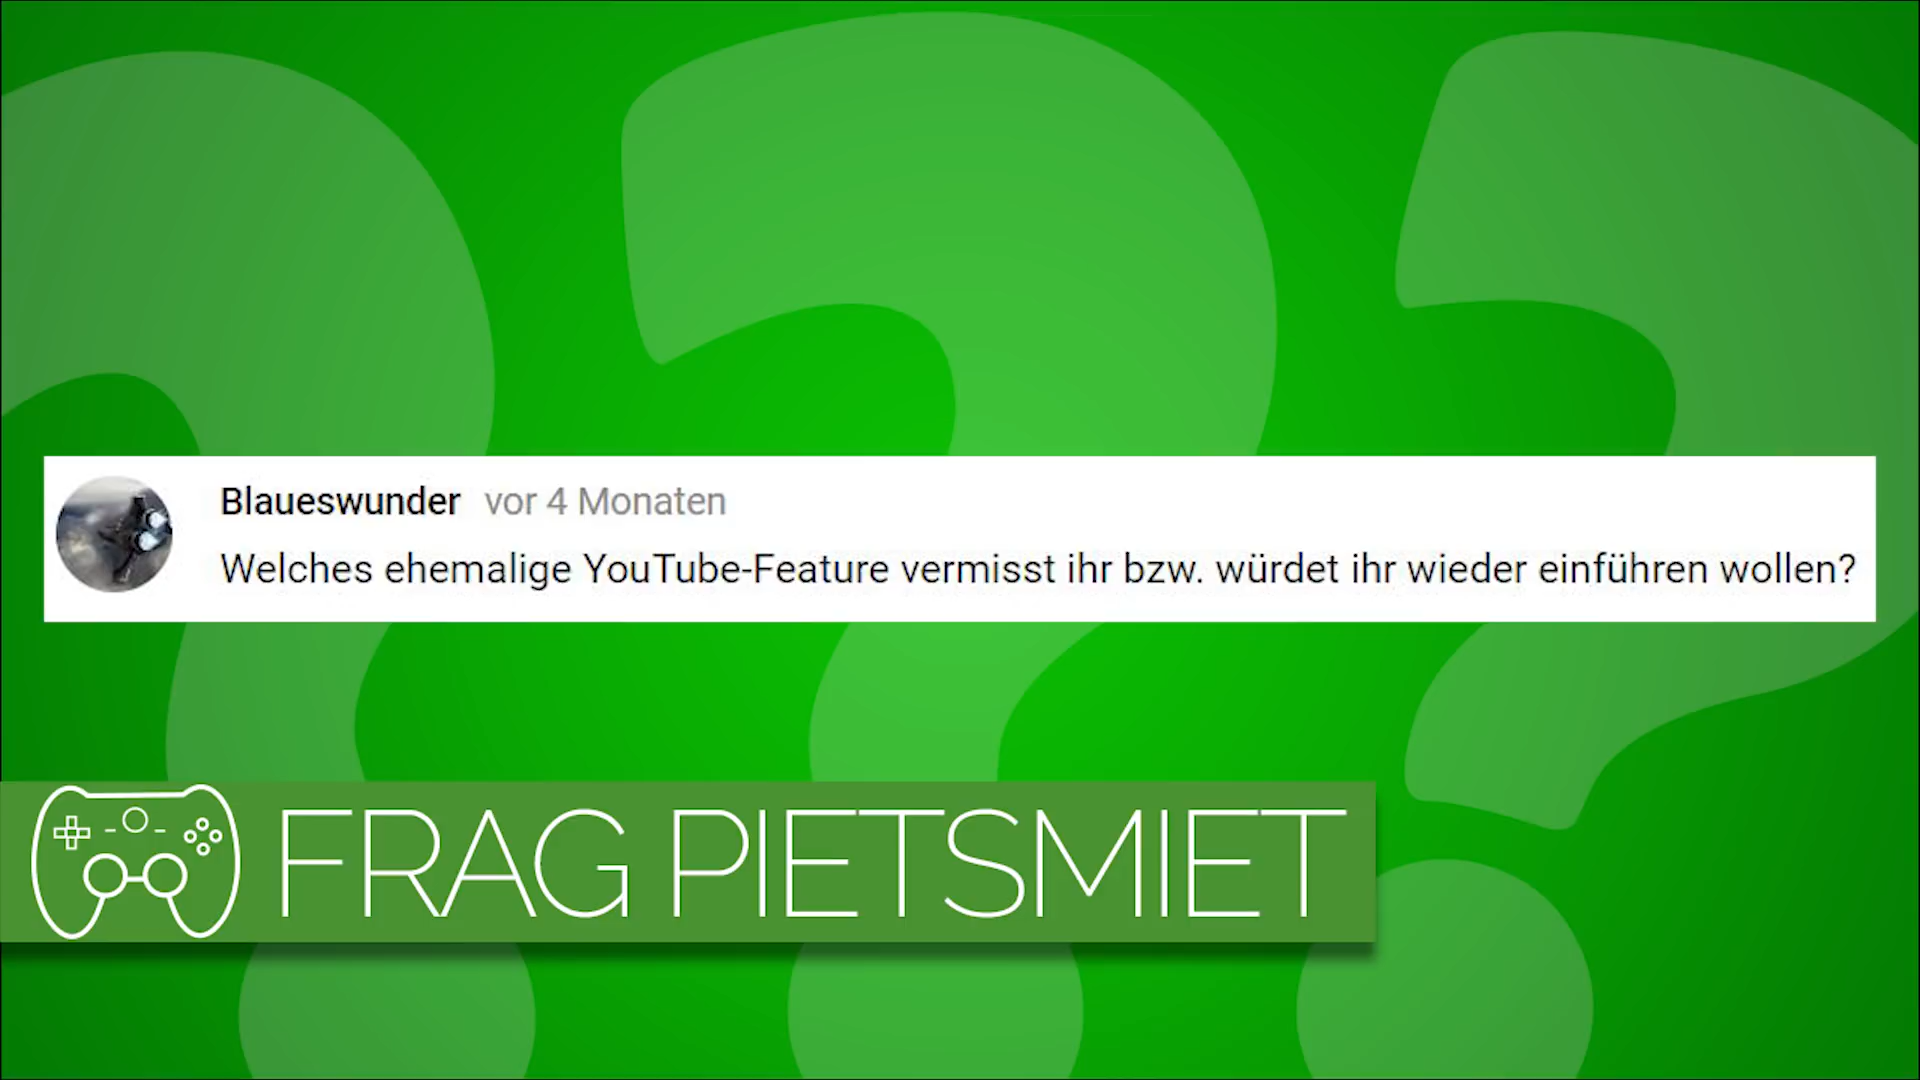 Blaueswunder vor 4 Monaten
Welches ehemalige YouTube-Feature vermisst ihr bzw. würdet ihr wieder einführen wollen?
FRAG PIETSMIET